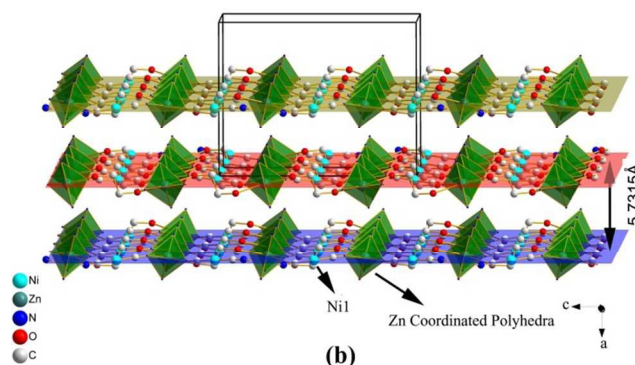 5.7315Å
Ni
Zn
N
O
C
Ni1
Zn Coordinated Polyhedra
c
a
(b)